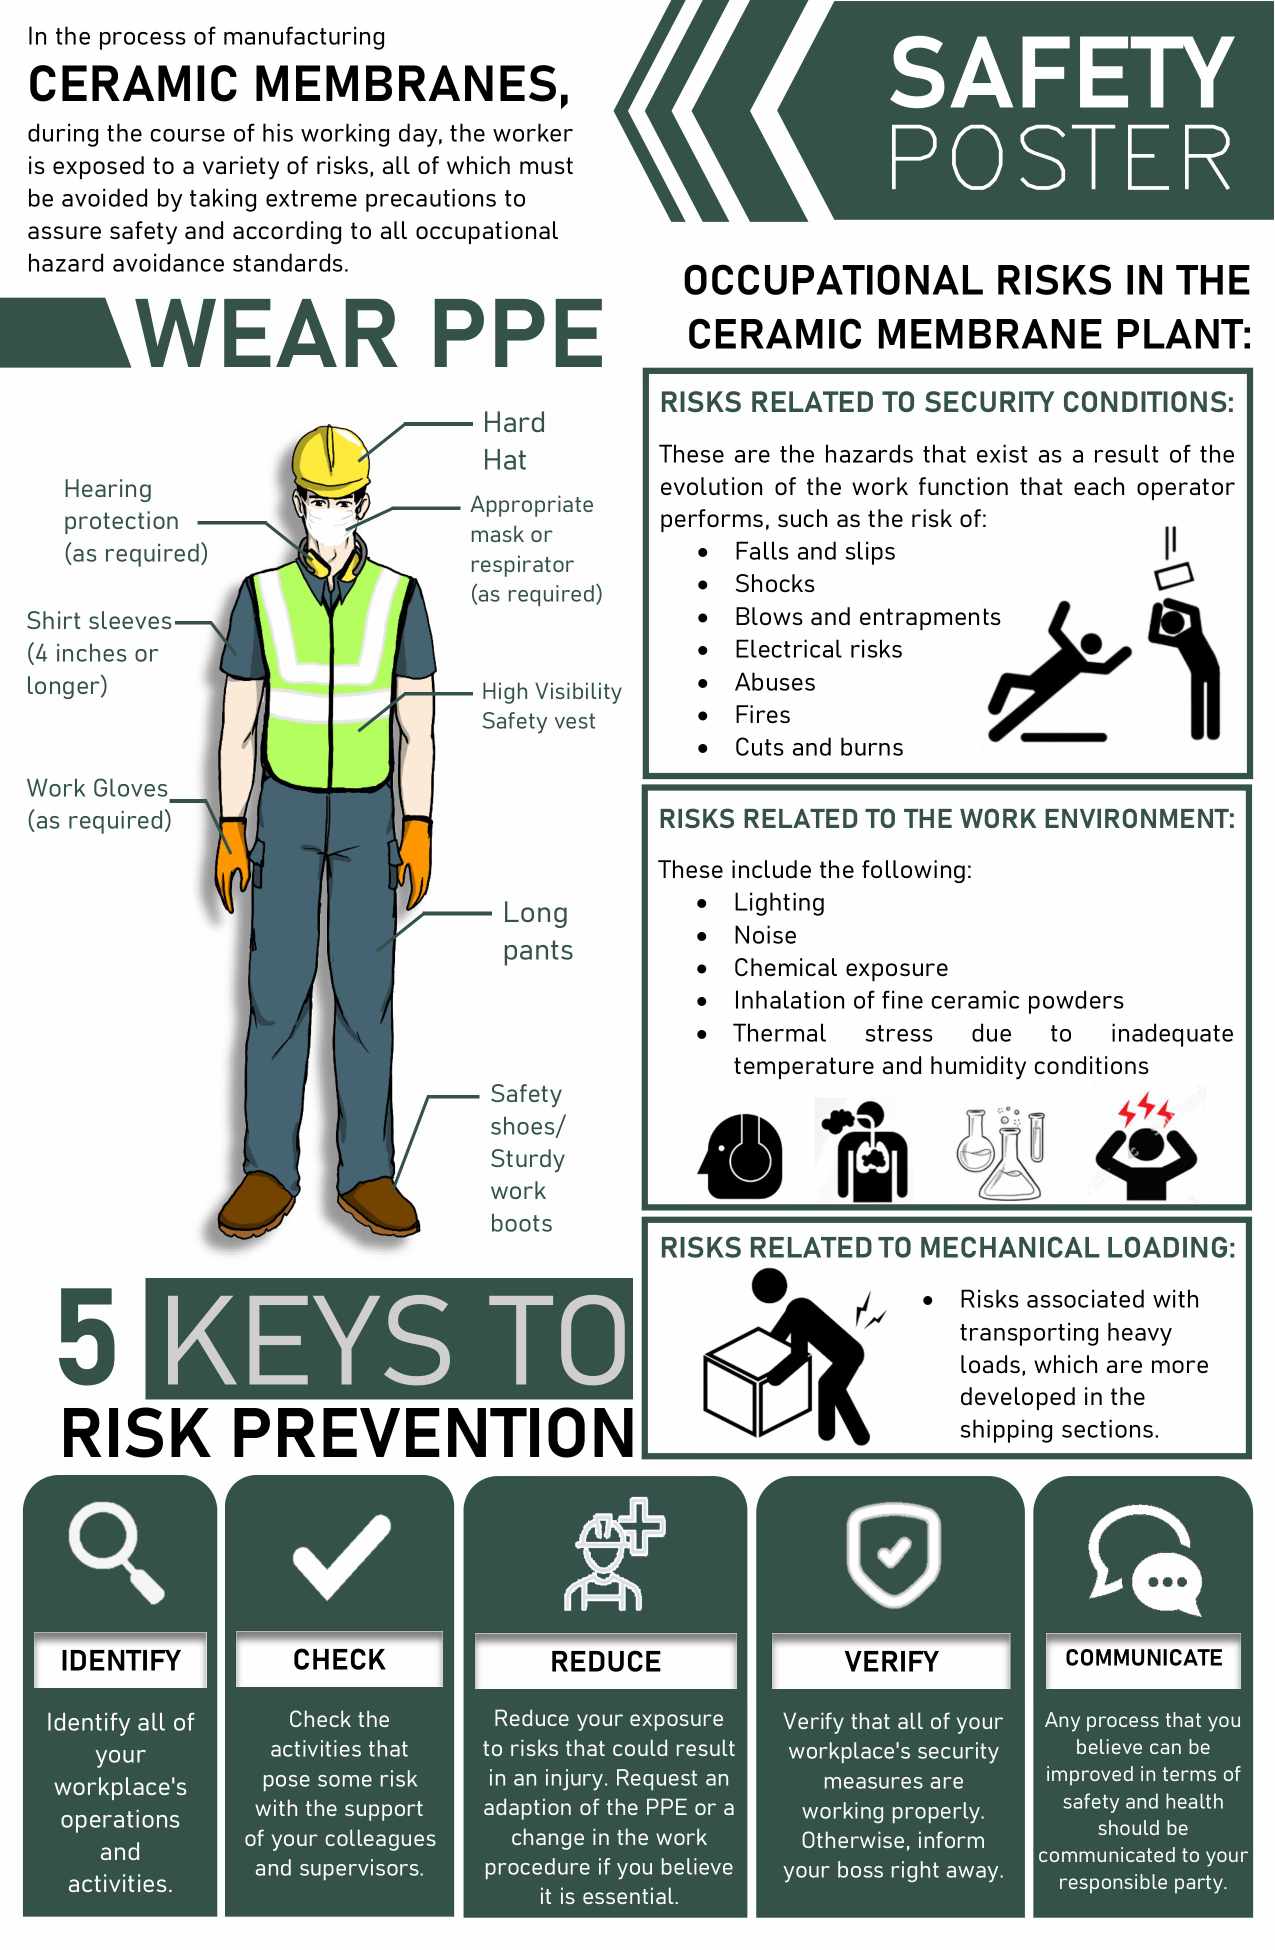 In the process of manufacturing
CERAMIC MEMBRANES,
during the course of his working day, the worker
is exposed to a variety of risks, all of which must
be avoided by taking extreme precautions to
assure safety and according to all occupational
hazard avoidance standards.
SAFETY
POSTER
WEAR PPE
Hard
Hat
Hearing
protection
(as required)
Appropriate
mask or
respirator
(as required)
Shirt sleeves
(4 inches or
longer)
High Visibility
Safety vest
Work Gloves
(as required)
Long
pants
Safety
shoes/
Sturdy
work
boots
OCCUPATIONAL RISKS IN THE
CERAMIC MEMBRANE PLANT:
RISKS RELATED TO SECURITY CONDITIONS:
These are the hazards that exist as a result of the
evolution of the work function that each operator
performs, such as the risk of:
• Falls and slips
• Shocks
• Blows and entrapments
• Electrical risks
• Abuses
• Fires
• Cuts and burns
RISKS RELATED TO THE WORK ENVIRONMENT:
These include the following:
• Lighting
• Noise
• Chemical exposure
• Inhalation of fine ceramic powders
• Thermal stress due to inadequate
temperature and humidity conditions
RISKS RELATED TO MECHANICAL LOADING:
• Risks associated with
transporting heavy
loads, which are more
developed in the
shipping sections.
5 KEYS TO
RISK PREVENTION
IDENTIFY
Identify all of
your
workplace's
operations
and
activities.
CHECK
Check the
activities that
pose some risk
with the support
of your colleagues
and supervisors.
REDUCE
Reduce your exposure
to risks that could result
in an injury. Request an
adaption of the PPE or a
change in the work
procedure if you believe
it is essential.
VERIFY
Verify that all of your
workplace's security
measures are
working properly.
Otherwise, inform
your boss right away.
COMMUNICATE
Any process that you
believe can be
improved in terms of
safety and health
should be
communicated to your
responsible party.